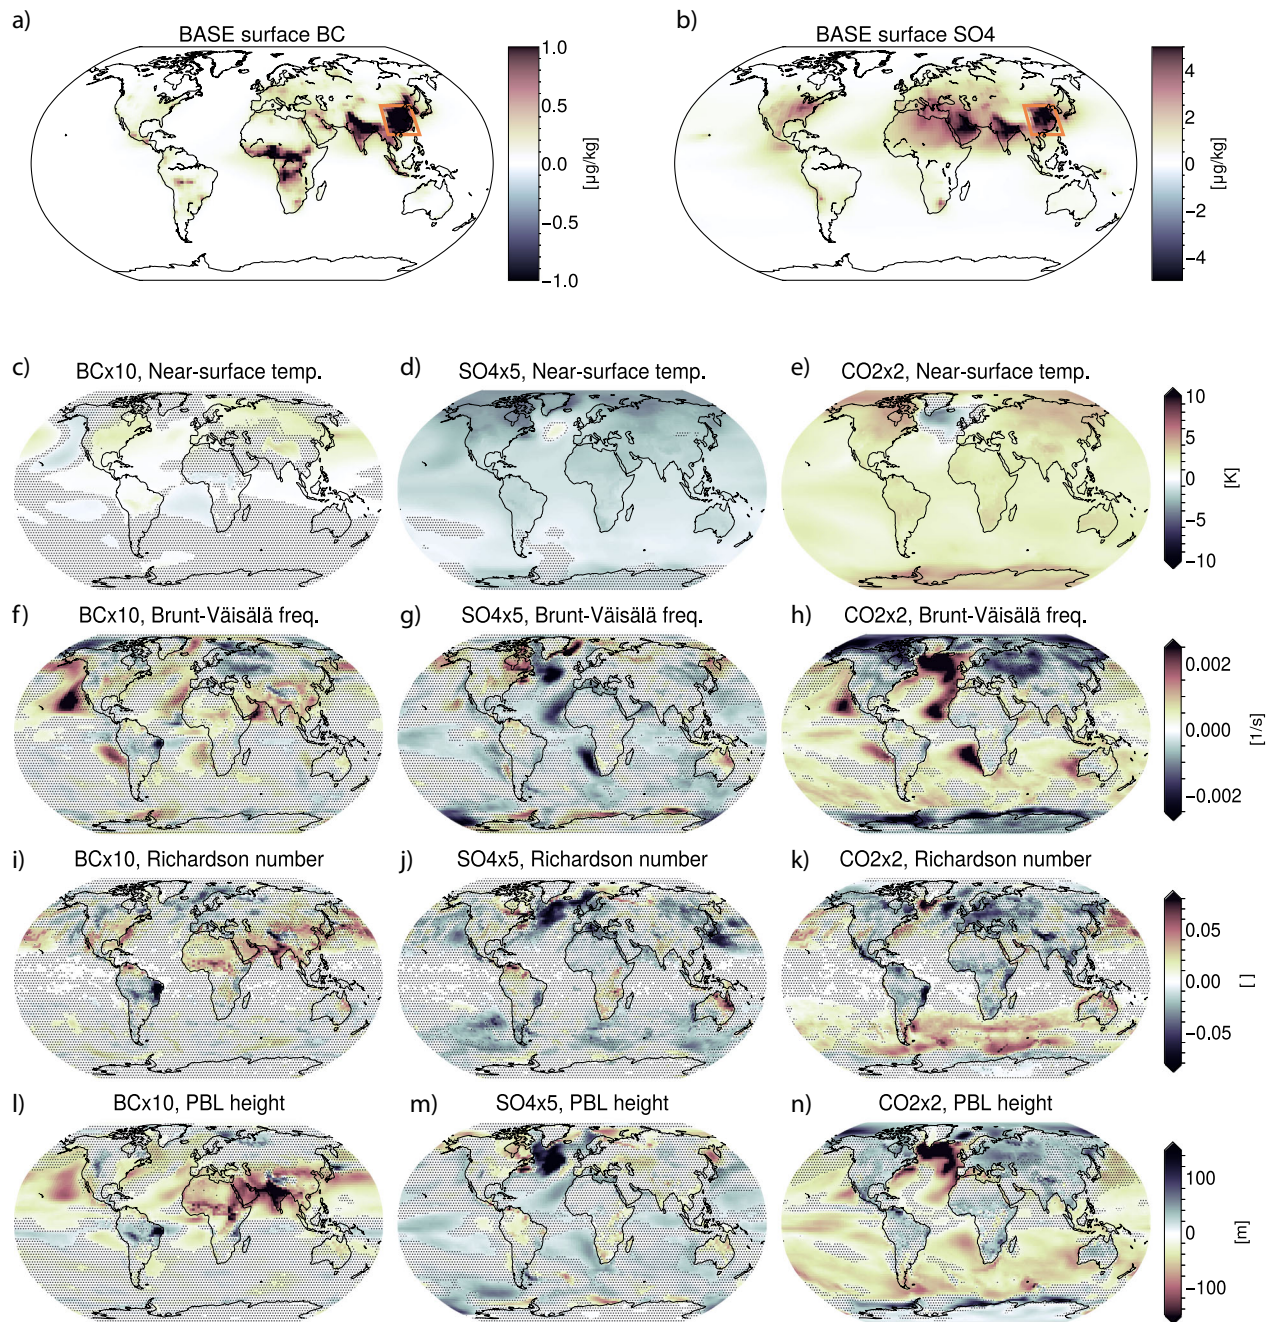 a)
BASE surface BC
1.0
0.5
0.0
−0.5
−1.0
[µg/kg]
b)
BASE surface SO4
4
2
0
−2
−4
[µg/kg]
c)
BCx10, Near-surface temp.
d)
SO4x5, Near-surface temp.
e)
CO2x2, Near-surface temp.
10
5
0
−5
−10
[K]
f)
BCx10, Brunt-Väisälä freq.
g)
SO4x5, Brunt-Väisälä freq.
h)
CO2x2, Brunt-Väisälä freq.
0.002
0.000
−0.002
[1/s]
i)
BCx10, Richardson number
j)
SO4x5, Richardson number
k)
CO2x2, Richardson number
0.05
0.00
−0.05
[ ]
l)
BCx10, PBL height
m)
SO4x5, PBL height
n)
CO2x2, PBL height
100
0
−100
[m]